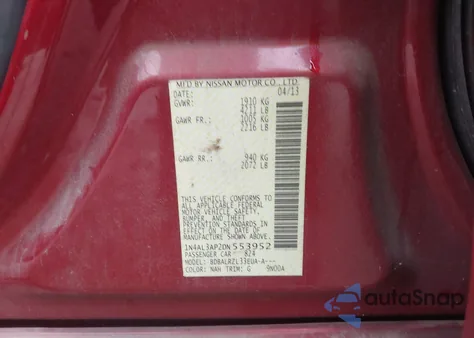 MFD BY NISSAN MOTOR CO., LTD.
DATE: 04/13
GVWR: 1910 KG
4211 LB
GAWR FR.: 1005 KG
2216 LB
GAWR RR.: 940 KG
2072 LB
THIS VEHICLE CONFORMS TO
ALL APPLICABLE FEDERAL
MOTOR VEHICLE SAFETY,
BUMPER, AND THEFT
PREVENTION STANDARDS IN
EFFECT ON THE DATE OF
MANUFACTURE SHOWN ABOVE.
1N4AL3AP2DN553952
PASSENGER CAR 824
MODEL: BDBALRZL33EUA-A---
COLOR: NAH TRIM: G 9N00A
autoSnap